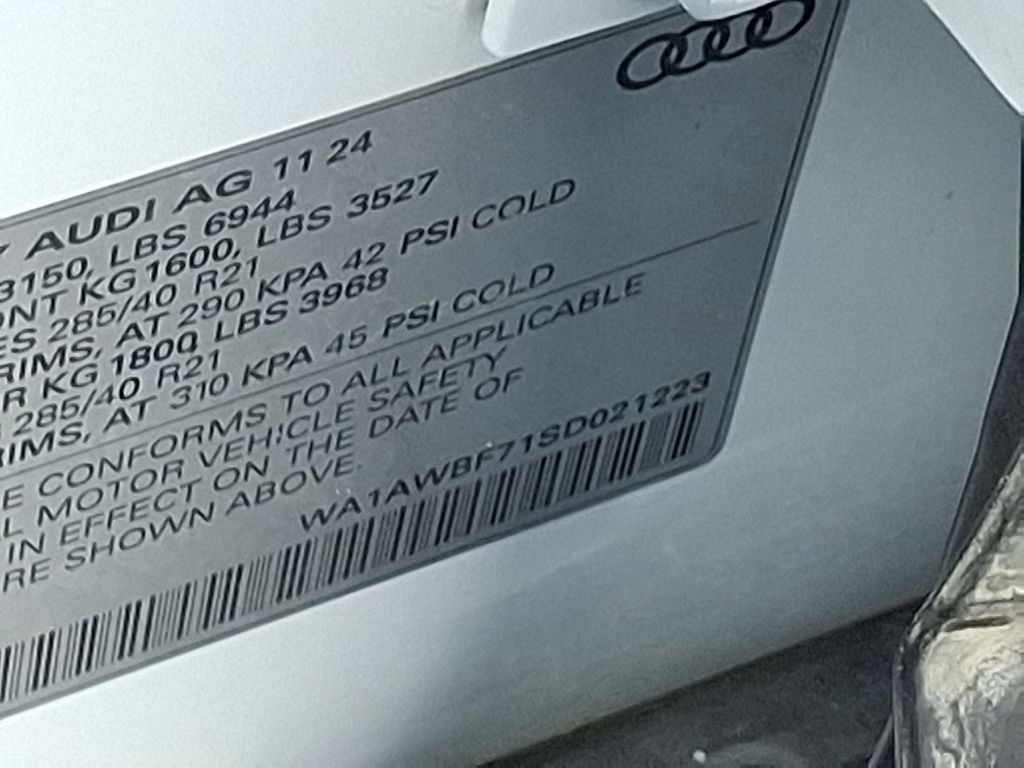 AUDI AG 11 24
3150, LBS 6944
ONT KG 1600, LBS 3527
ES 285/40 R21
RIMS, AT 290 KPA 42 PSI COLD
R KG 1800 LBS 3968
285/40 R21
RIMS, AT 310 KPA 45 PSI COLD
E CONFORMS TO ALL APPLICABLE
L MOTOR VEHICLE SAFETY
IN EFFECT ON THE DATE OF
RE SHOWN ABOVE.
WA1AWBF71SD021223